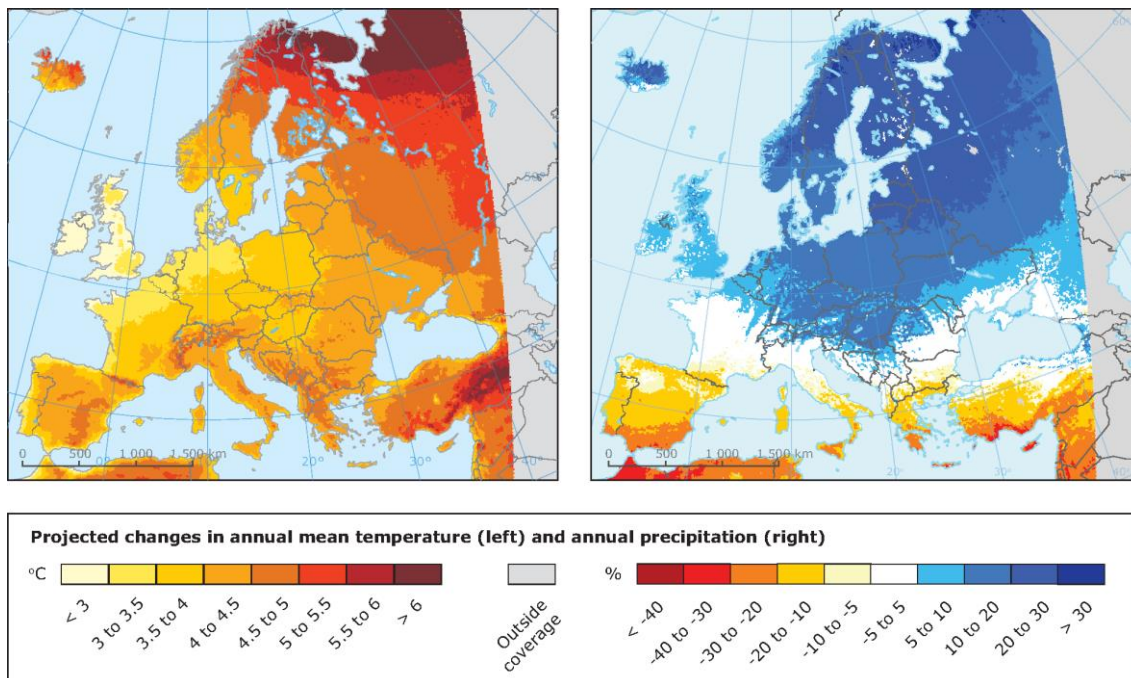 0 500 1 000 1 500 km
0°
20°
30°
40°
0 500 1 000 1 500 km
20°
30°
40°
60°
Projected changes in annual mean temperature (left) and annual precipitation (right)
°C
< 3
3 to 3.5
3.5 to 4
4 to 4.5
4.5 to 5
5 to 5.5
5.5 to 6
> 6
Outside
coverage
%
< -40
-40 to -30
-30 to -20
-20 to -10
-10 to -5
-5 to 5
5 to 10
10 to 20
20 to 30
> 30